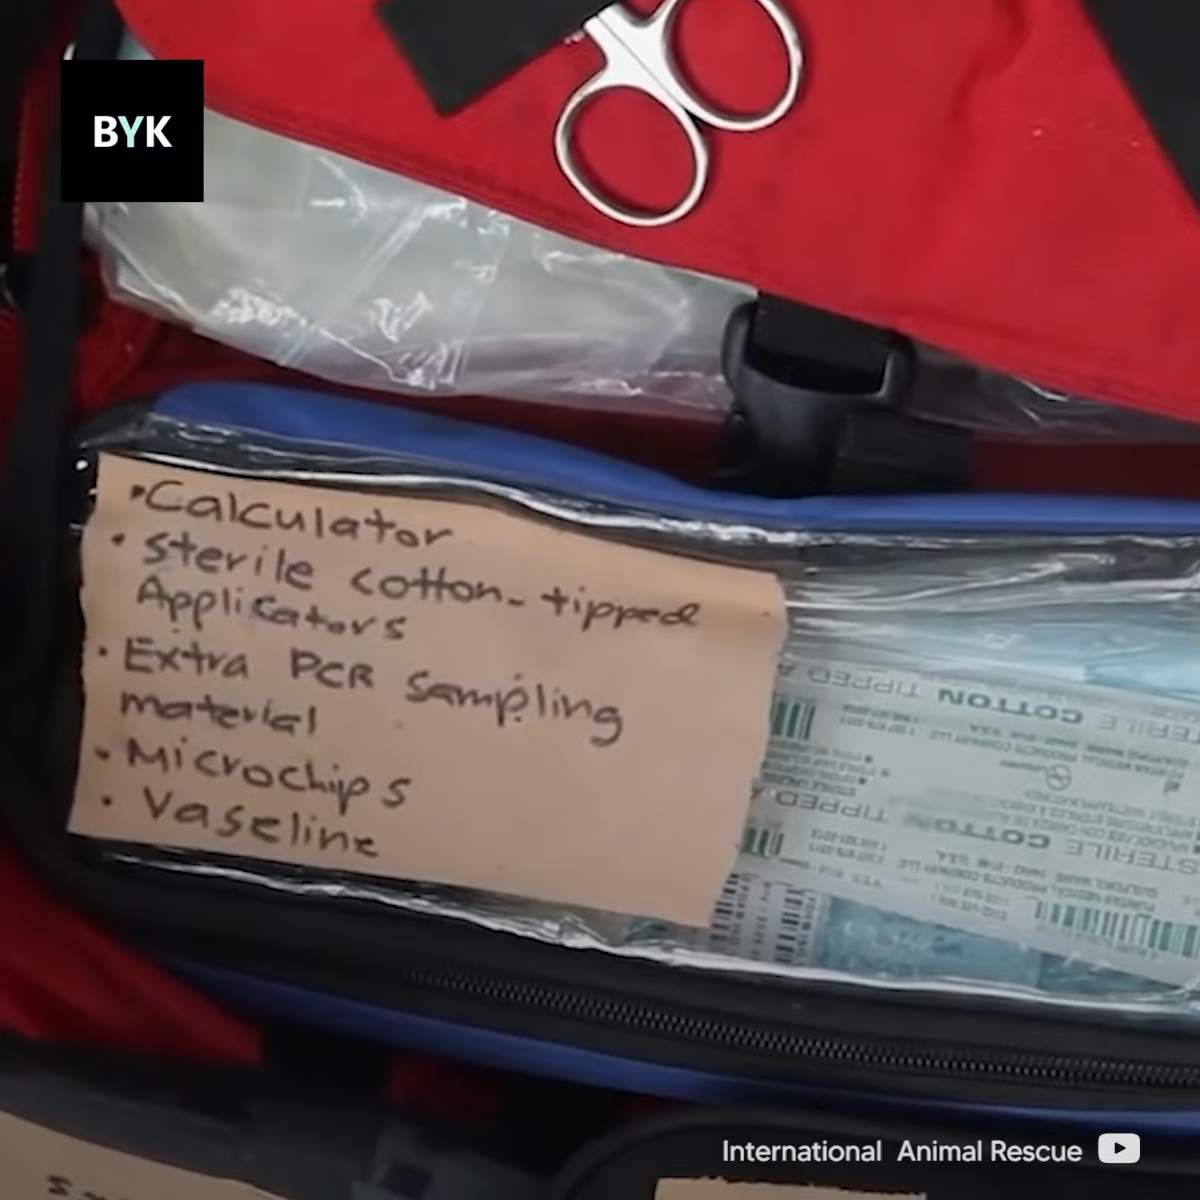 BYK
•Calculator
• Sterile cotton-tipped
Applicators
• Extra PCR Sampling
material
• Microchips
• Vaseline
STERILE COTTON TIPPED A
STERILE COTTON TIPPED A
International Animal Rescue